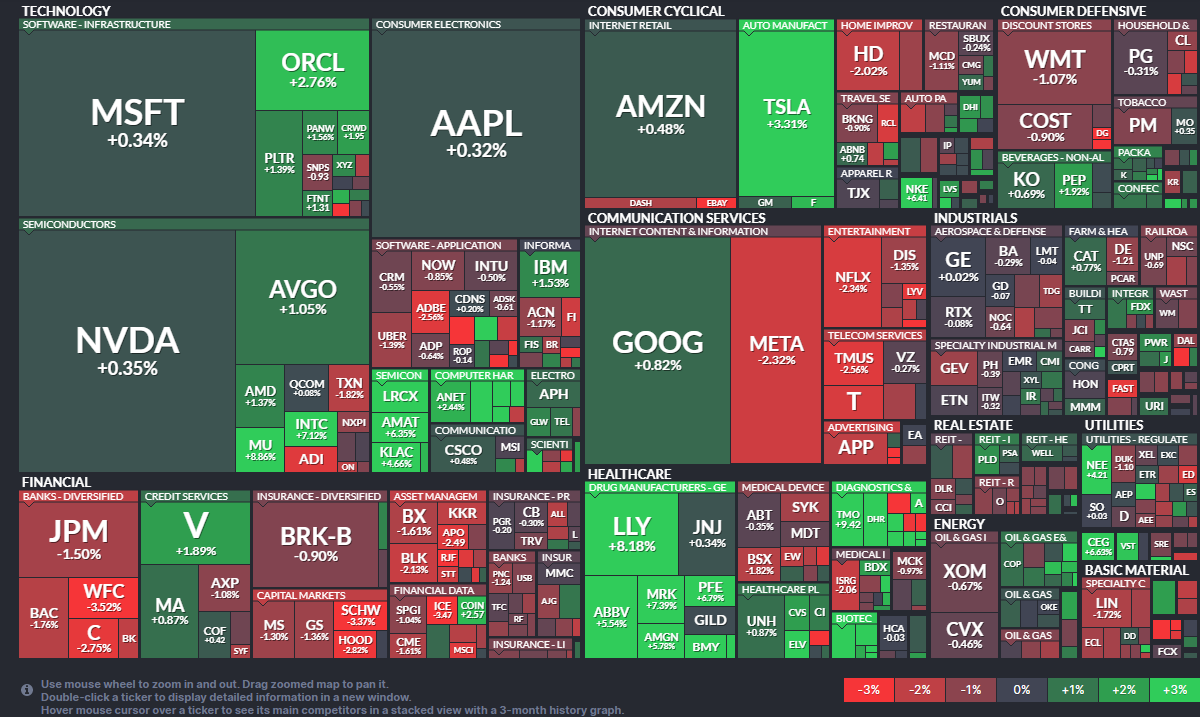 TECHNOLOGY
SOFTWARE - INFRASTRUCTURE
MSFT
+0.34%
ORCL
+2.76%
PLTR
+1.39%
PANW
+1.56%
CRWD
+1.95
SNPS
-0.93
XYZ
FTNT
+1.31
CONSUMER ELECTRONICS
AAPL
+0.32%
SEMICONDUCTORS
NVDA
+0.35%
AVGO
+1.05%
AMD
+1.37%
QCOM
+0.08%
TXN
-1.82%
MU
+8.86%
INTC
+7.12%
NXPI
ADI
ON
SOFTWARE - APPLICATION
CRM
-0.55%
NOW
-0.85%
INTU
-0.50%
UBER
-1.39%
ADBE
-2.56%
CDNS
+0.20%
ADSK
-0.61
ADP
-0.64%
ROP
-0.14
INFORMA
IBM
+1.53%
ACN
-1.17%
FI
FIS
BR
SEMICON
LRCX
AMAT
+6.35%
KLAC
+4.66%
COMPUTER HAR
ANET
+2.44%
COMMUNICATIO
CSCO
+0.48%
MSI
ELECTRO
APH
GLW
TEL
SCIENTI
CONSUMER CYCLICAL
INTERNET RETAIL
AMZN
+0.48%
DASH
EBAY
AUTO MANUFACT
TSLA
+3.31%
GM
F
HOME IMPROV
HD
-2.02%
RESTAURAN
MCD
-1.11%
SBUX
-0.24%
CMG
YUM
TRAVEL SE
BKNG
-0.90%
RCL
ABNB
+0.74
AUTO PA
DHI
IP
APPAREL R
TJX
NKE
+6.41
LVS
CONSUMER DEFENSIVE
DISCOUNT STORES
WMT
-1.07%
COST
-0.90%
DG
HOUSEHOLD &
PG
-0.31%
CL
TOBACCO
PM
MO
+0.35
BEVERAGES - NON-AL
KO
+0.69%
PEP
+1.92%
PACKA
K
KR
CONFEC
COMMUNICATION SERVICES
INTERNET CONTENT & INFORMATION
GOOG
+0.82%
META
-2.32%
ENTERTAINMENT
NFLX
-2.34%
DIS
-1.35%
LYV
TELECOM SERVICES
TMUS
-2.56%
VZ
-0.27%
T
ADVERTISING
APP
EA
INDUSTRIALS
AEROSPACE & DEFENSE
GE
+0.02%
BA
-0.29%
LMT
-0.04
RTX
-0.08%
GD
-0.07
TDG
NOC
-0.64
FARM & HEA
CAT
+0.77%
DE
-1.21
PCAR
RAILROA
UNP
-0.69
NSC
BUILDI
TT
JCI
CARR
INTEGR
FDX
WAST
WM
SPECIALTY INDUSTRIAL M
GEV
PH
-0.39
EMR
CMI
XYL
ETN
ITW
-0.32
IR
CTAS
-0.79
PWR
DAL
J
CONG
HON
MMM
CPRT
FAST
URI
REAL ESTATE
REIT -
DLR
CCI
REIT - I
PLD
PSA
REIT - R
O
REIT - HE
WELL
UTILITIES
UTILITIES - REGULATE
NEE
+4.21
DUK
-1.10
XEL
EXC
ETR
ED
AEP
ES
SO
+0.03
D
AEE
CEG
+6.63%
VST
SRE
HEALTHCARE
DRUG MANUFACTURERS - GE
LLY
+8.18%
JNJ
+0.34%
ABBV
+5.54%
MRK
+7.39%
PFE
+6.79%
AMGN
+5.78%
GILD
BMY
MEDICAL DEVICE
ABT
-0.35%
SYK
MDT
BSX
-1.82%
EW
DIAGNOSTICS &
TMO
+9.42
DHR
A
MEDICAL I
ISRG
-2.06
BDX
MCK
-0.97%
HEALTHCARE PL
UNH
+0.87%
CVS
CI
ELV
BIOTEC
HCA
-0.03
FINANCIAL
BANKS - DIVERSIFIED
JPM
-1.50%
BAC
-1.76%
WFC
-3.52%
C
-2.75%
BK
CREDIT SERVICES
V
+1.89%
MA
+0.87%
AXP
-1.08%
COF
+0.42
SYF
INSURANCE - DIVERSIFIED
BRK-B
-0.90%
CAPITAL MARKETS
MS
-1.30%
GS
-1.36%
SCHW
-3.37%
HOOD
-2.82%
ASSET MANAGEM
BX
-1.61%
KKR
APO
-2.49
BLK
-2.13%
RJF
STT
FINANCIAL DATA
SPGI
-1.04%
ICE
-3.47
COIN
+2.57
CME
-1.61%
MSCI
INSURANCE - PR
PGR
-0.20
CB
-0.30%
ALL
TRV
L
BANKS
PNC
-1.24
USB
TFC
RF
INSUR
MMC
AJG
INSURANCE - LI
ENERGY
OIL & GAS I
XOM
-0.67%
CVX
-0.46%
OIL & GAS E&
COP
OIL & GAS
OKE
OIL & GAS
BASIC MATERIAL
SPECIALTY C
LIN
-1.72%
ECL
DD
FCX
Use mouse wheel to zoom in and out. Drag zoomed map to pan it.
Double-click a ticker to display detailed information in a new window.
Hover mouse cursor over a ticker to see its main competitors in a stacked view with a 3-month history graph.
-3%
-2%
-1%
0%
+1%
+2%
+3%